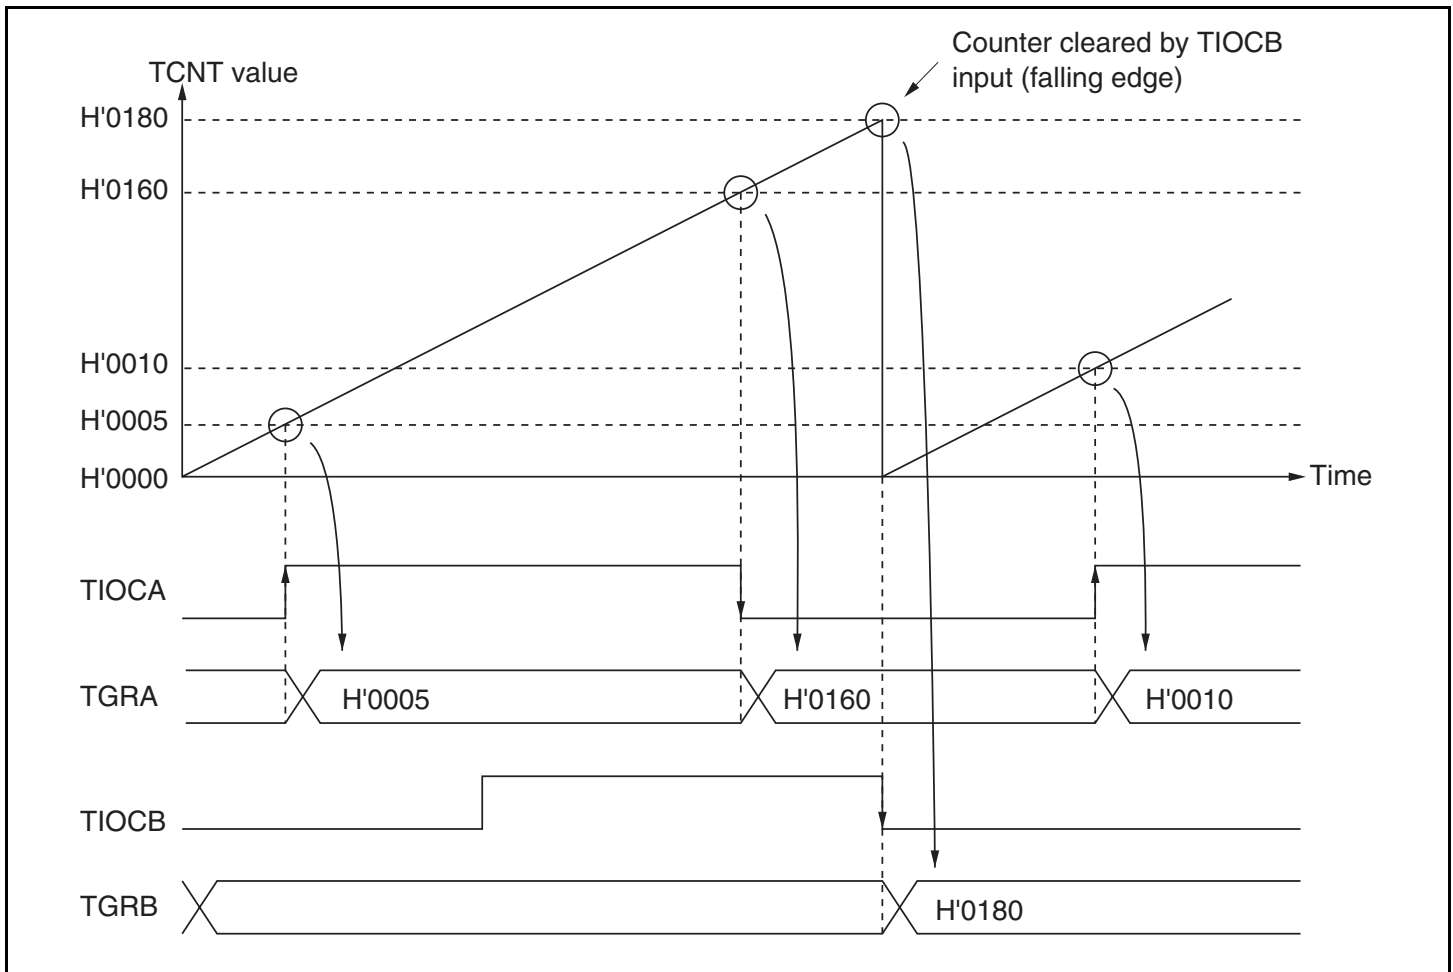 Counter cleared by TIOCB
input (falling edge)
TCNT value
H'0180
H'0160
H'0010
H'0005
H'0000
Time
TIOCA
TGRA
H'0005
H'0160
H'0010
TIOCB
TGRB
H'0180